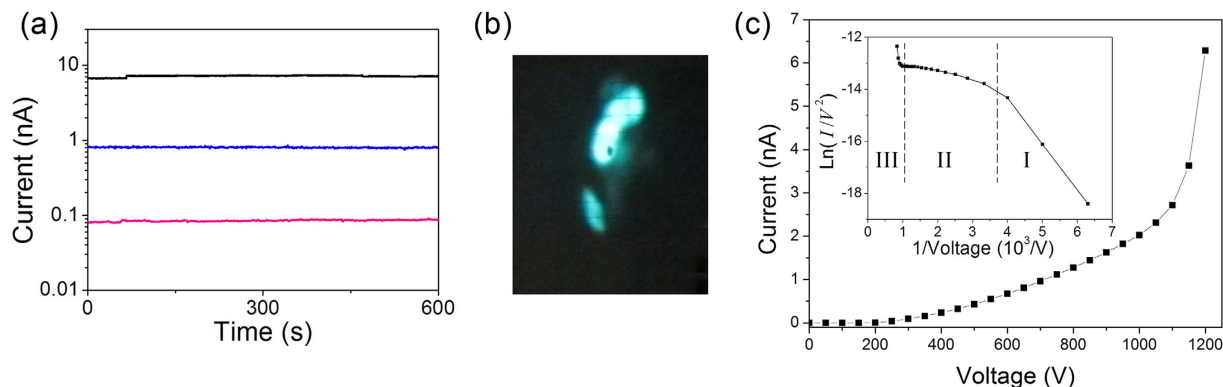 (a)
Current (nA)
10
1
0.1
0.01
0
300
600
Time (s)
(b)
(c)
Current (nA)
7
6
5
4
3
2
1
0
0 200 400 600 800 1000 1200
Voltage (V)
Ln(I/V²)
-12
-14
-16
-18
III
II
I
0 1 2 3 4 5 6 7
1/Voltage (10³/V)